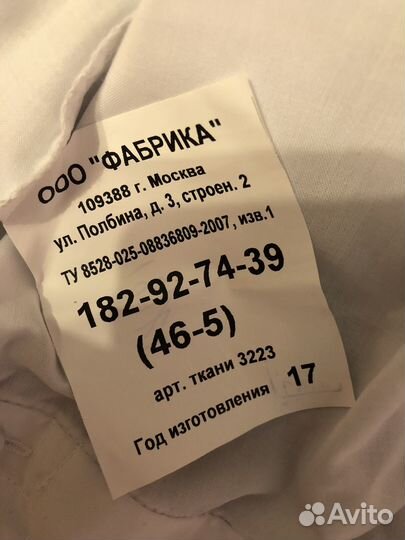 ООО "ФАБРИКА"
109388 г. Москва
ул. Полбина, д. 3, строен. 2
ТУ 8528-025-08836809-2007, изв.1
182-92-74-39
(46-5)
арт. ткани 3223
Год изготовления 17
Avito